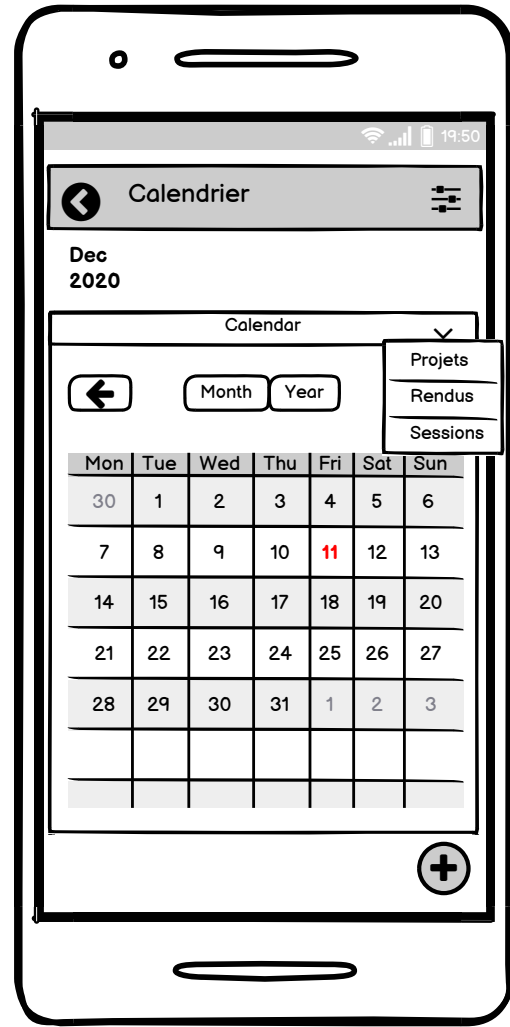 19:50
Calendrier
Dec
2020
Calendar
Projets
Rendus
Sessions
Month Year
Mon Tue Wed Thu Fri Sat Sun
30 1 2 3 4 5 6
7 8 9 10 11 12 13
14 15 16 17 18 19 20
21 22 23 24 25 26 27
28 29 30 31 1 2 3